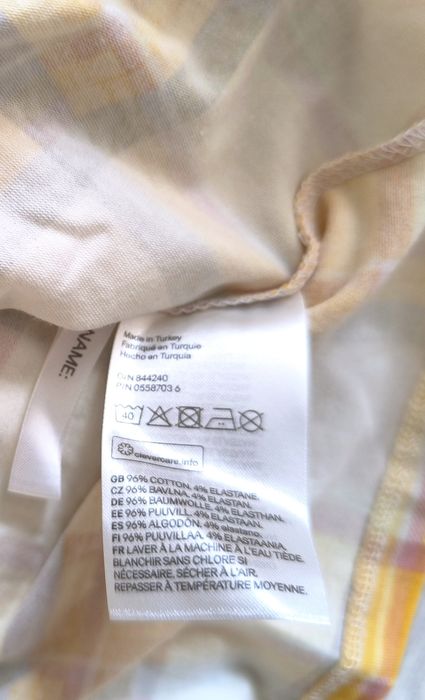 NAME:
Made in Turkey
Fabriqué en Turquie
Hecho en Turquía
O/N 844240
P/N 0558703 6
40
clevercare.info
GB 96% COTTON. 4% ELASTANE.
CZ 96% BAVLNA. 4% ELASTAN.
DE 96% BAUMWOLLE. 4% ELASTHAN.
EE 96% PUUVILL. 4% ELASTAAN.
ES 96% ALGODÓN. 4% elastano.
FI 96% PUUVILLAA. 4% ELASTAANIA.
FR LAVER À LA MACHINE À L'EAU TIÈDE.
BLANCHIR SANS CHLORE SI
NÉCESSAIRE. SÉCHER À L'AIR.
REPASSER À TEMPÉRATURE MOYENNE.